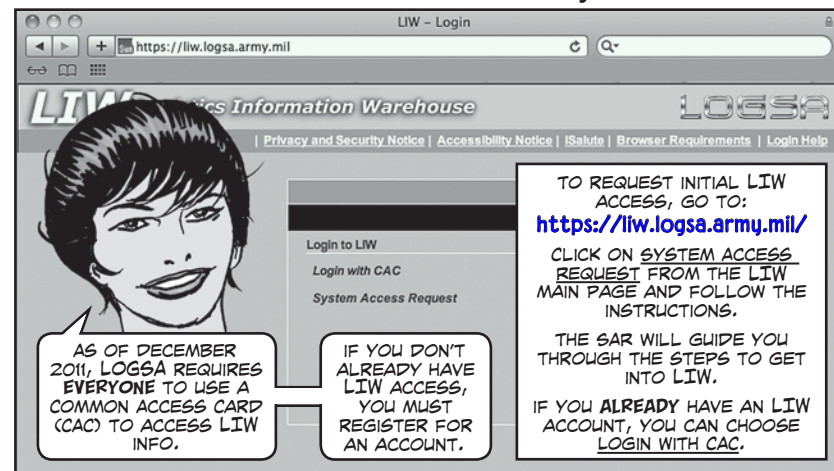 LIW – Login
https://liw.logsa.army.mil
LIW
tics Information Warehouse
LOGSA
| Privacy and Security Notice | Accessibility Notice | ISalute | Browser Requirements | Login Help
Login to LIW
Login with CAC
System Access Request
AS OF DECEMBER
2011, LOGSA REQUIRES
EVERYONE TO USE A
COMMON ACCESS CARD
(CAC) TO ACCESS LIW
INFO.
IF YOU DON'T
ALREADY HAVE
LIW ACCESS,
YOU MUST
REGISTER FOR
AN ACCOUNT.
TO REQUEST INITIAL LIW
ACCESS, GO TO:
https://liw.logsa.army.mil/
CLICK ON SYSTEM ACCESS
REQUEST FROM THE LIW
MAIN PAGE AND FOLLOW THE
INSTRUCTIONS.
THE SAR WILL GUIDE YOU
THROUGH THE STEPS TO GET
INTO LIW.
IF YOU ALREADY HAVE AN LIW
ACCOUNT, YOU CAN CHOOSE
LOGIN WITH CAC.